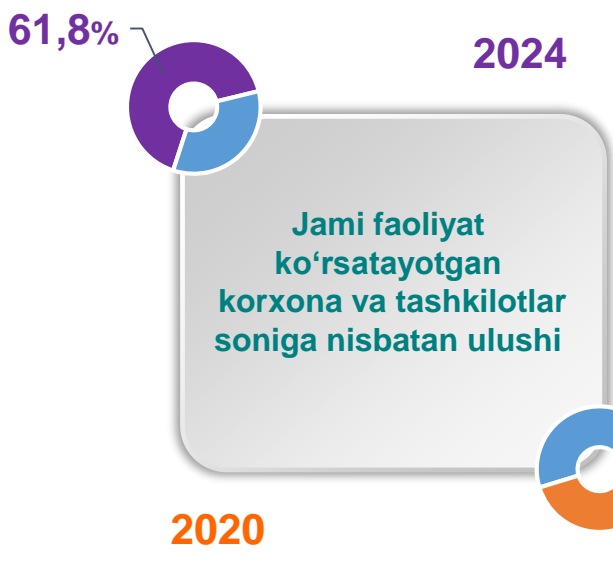 61,8%
2024
Jami faoliyat
ko‘rsatayotgan
korxona va tashkilotlar
soniga nisbatan ulushi
2020